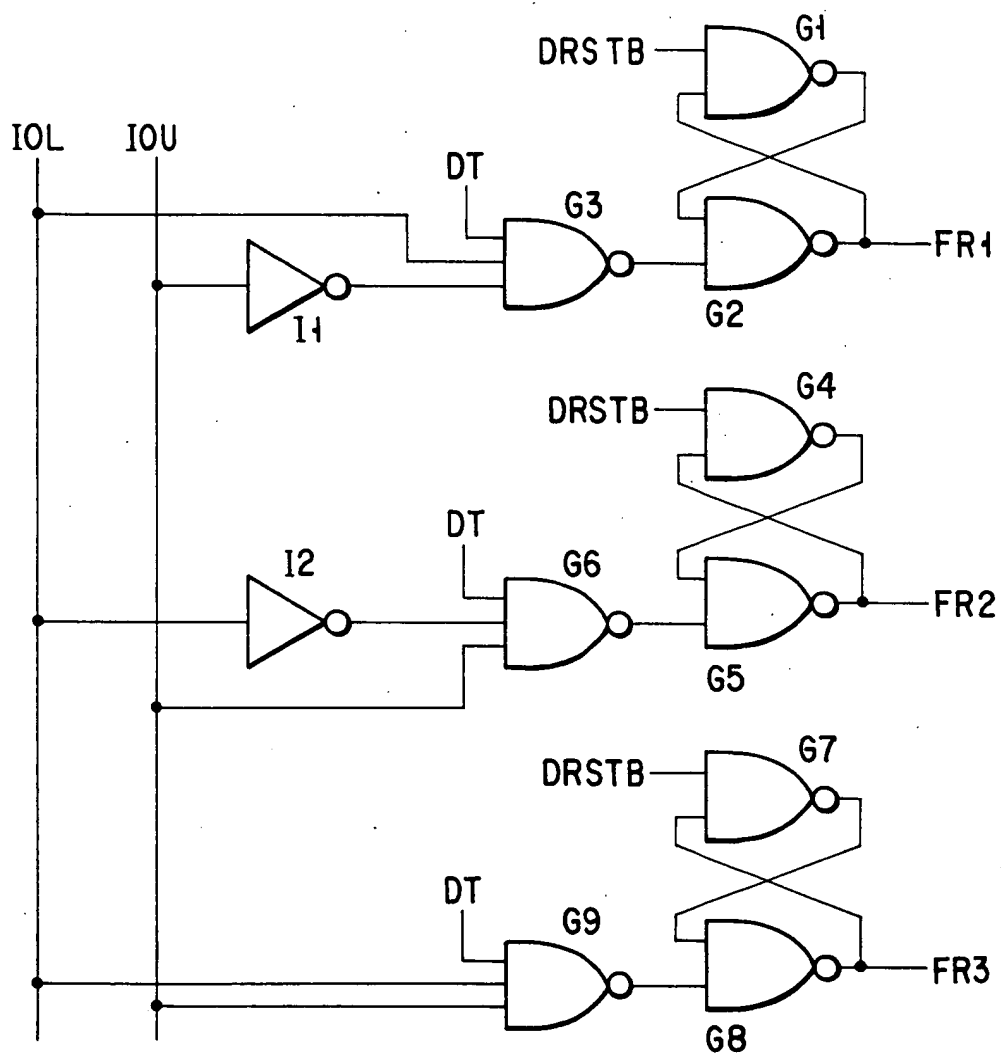 G1
DRSTB
IOL IOU
DT
G3
FR1
I1
G2
G4
DRSTB
DT
I2
G6
FR2
G5
G7
DRSTB
DT
G9
FR3
G8